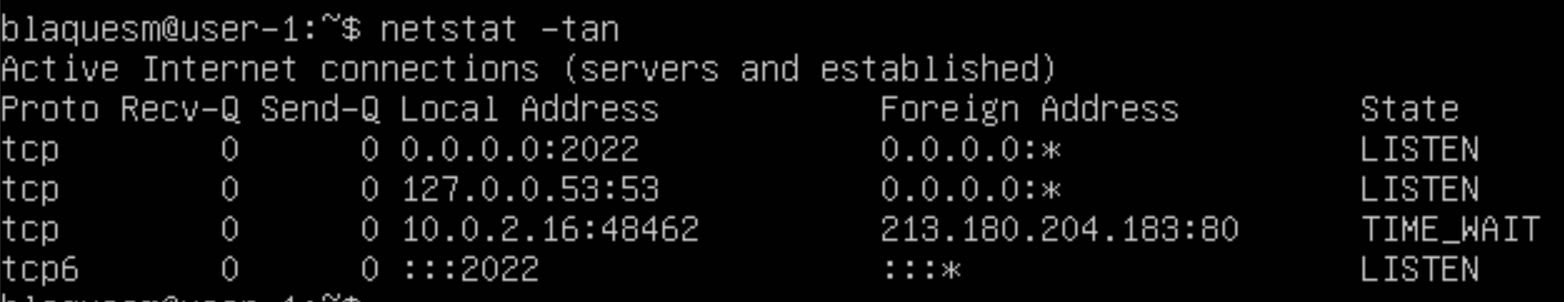 blaquesm@user-1:~$ netstat -tan
Active Internet connections (servers and established)
Proto Recv-Q Send-Q Local Address Foreign Address State
tcp 0 0 0.0.0.0:2022 0.0.0.0:* LISTEN
tcp 0 0 127.0.0.53:53 0.0.0.0:* LISTEN
tcp 0 0 10.0.2.16:48462 213.180.204.183:80 TIME_WAIT
tcp6 0 0 :::2022 :::* LISTEN
blaquesm@user-1:~$